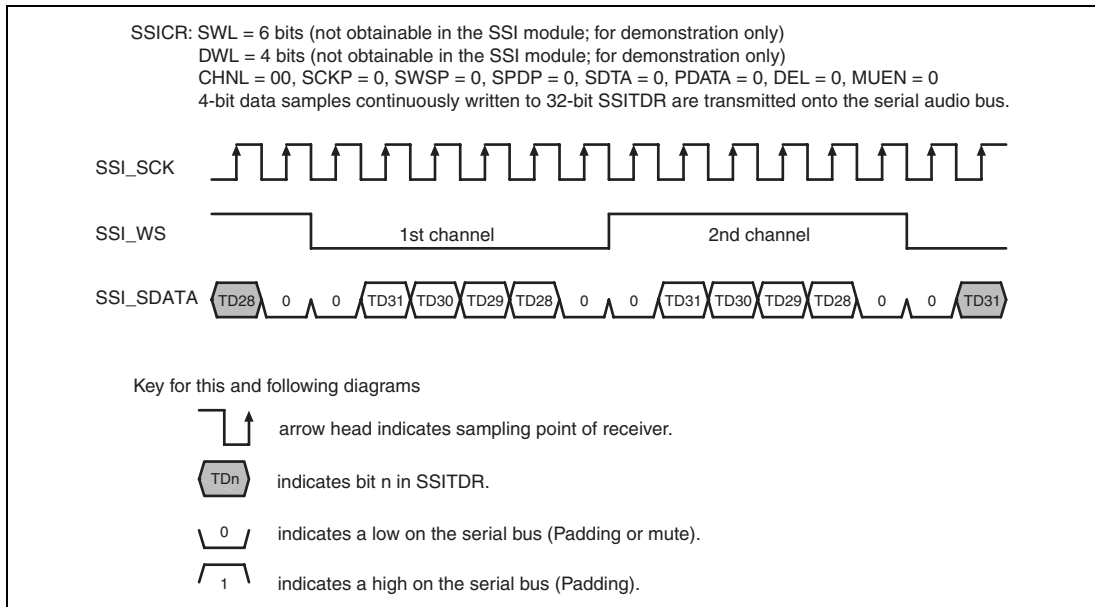 SSICR: SWL = 6 bits (not obtainable in the SSI module; for demonstration only)
DWL = 4 bits (not obtainable in the SSI module; for demonstration only)
CHNL = 00, SCKP = 0, SWSP = 0, SPDP = 0, SDTA = 0, PDATA = 0, DEL = 0, MUEN = 0
4-bit data samples continuously written to 32-bit SSITDR are transmitted onto the serial audio bus.
SSI_SCK
SSI_WS 1st channel 2nd channel
SSI_SDATA TD28 0 0 TD31 TD30 TD29 TD28 0 0 TD31 TD30 TD29 TD28 0 0 TD31
Key for this and following diagrams
arrow head indicates sampling point of receiver.
TDn indicates bit n in SSITDR.
0 indicates a low on the serial bus (Padding or mute).
1 indicates a high on the serial bus (Padding).